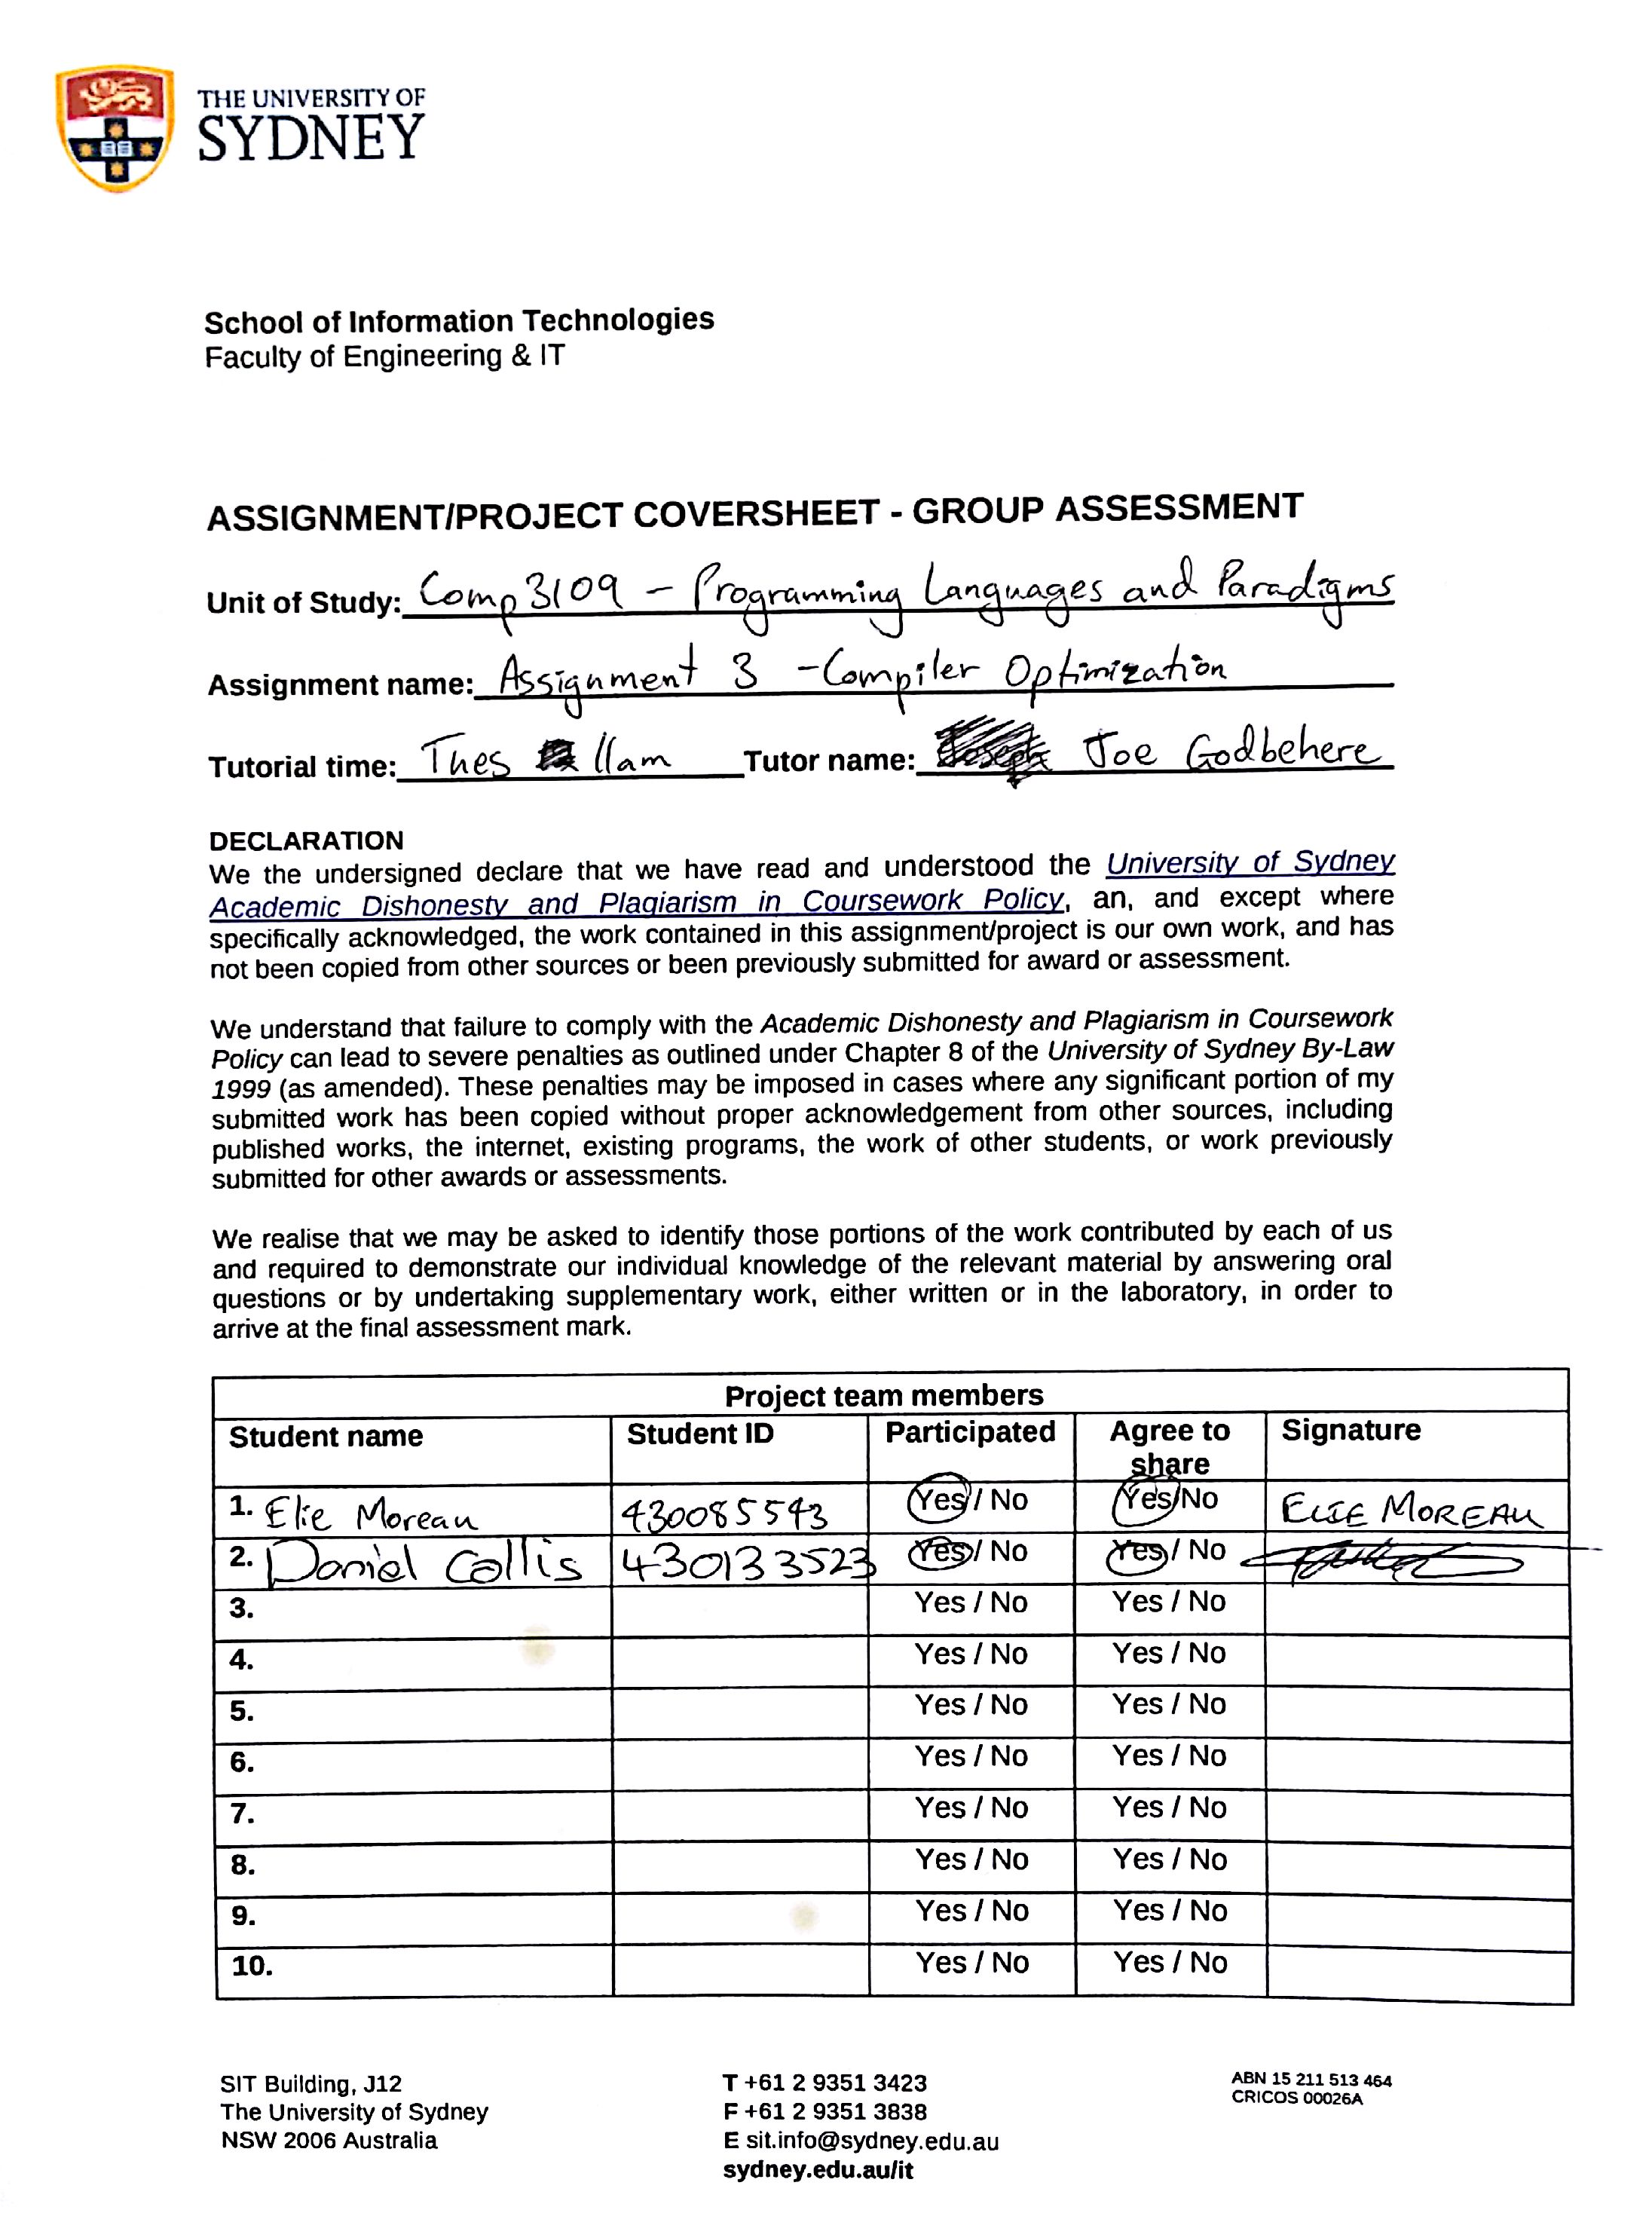 THE UNIVERSITY OF
SYDNEY
School of Information Technologies
Faculty of Engineering & IT
ASSIGNMENT/PROJECT COVERSHEET - GROUP ASSESSMENT
Unit of Study: Comp3109 - Programming Languages and Paradigms
Assignment name: Assignment 3 - Compiler Optimization
Tutorial time: Tues 11am Tutor name: Joe Godbehere
DECLARATION
We the undersigned declare that we have read and understood the University of Sydney
Academic Dishonesty and Plagiarism in Coursework Policy, an, and except where
specifically acknowledged, the work contained in this assignment/project is our own work, and has
not been copied from other sources or been previously submitted for award or assessment.
We understand that failure to comply with the Academic Dishonesty and Plagiarism in Coursework
Policy can lead to severe penalties as outlined under Chapter 8 of the University of Sydney By-Law
1999 (as amended). These penalties may be imposed in cases where any significant portion of my
submitted work has been copied without proper acknowledgement from other sources, including
published works, the internet, existing programs, the work of other students, or work previously
submitted for other awards or assessments.
We realise that we may be asked to identify those portions of the work contributed by each of us
and required to demonstrate our individual knowledge of the relevant material by answering oral
questions or by undertaking supplementary work, either written or in the laboratory, in order to
arrive at the final assessment mark.
Project team members
Student name Student ID Participated Agree to share Signature
1. Elie Moreau 430085543 Yes / No Yes/No ELIE MOREAU
2. Daniel Collis 430133523 Yes / No Yes / No
3. Yes / No Yes / No
4. Yes / No Yes / No
5. Yes / No Yes / No
6. Yes / No Yes / No
7. Yes / No Yes / No
8. Yes / No Yes / No
9. Yes / No Yes / No
10. Yes / No Yes / No
SIT Building, J12
The University of Sydney
NSW 2006 Australia
T +61 2 9351 3423
F +61 2 9351 3838
E sit.info@sydney.edu.au
sydney.edu.au/it
ABN 15 211 513 464
CRICOS 00026A